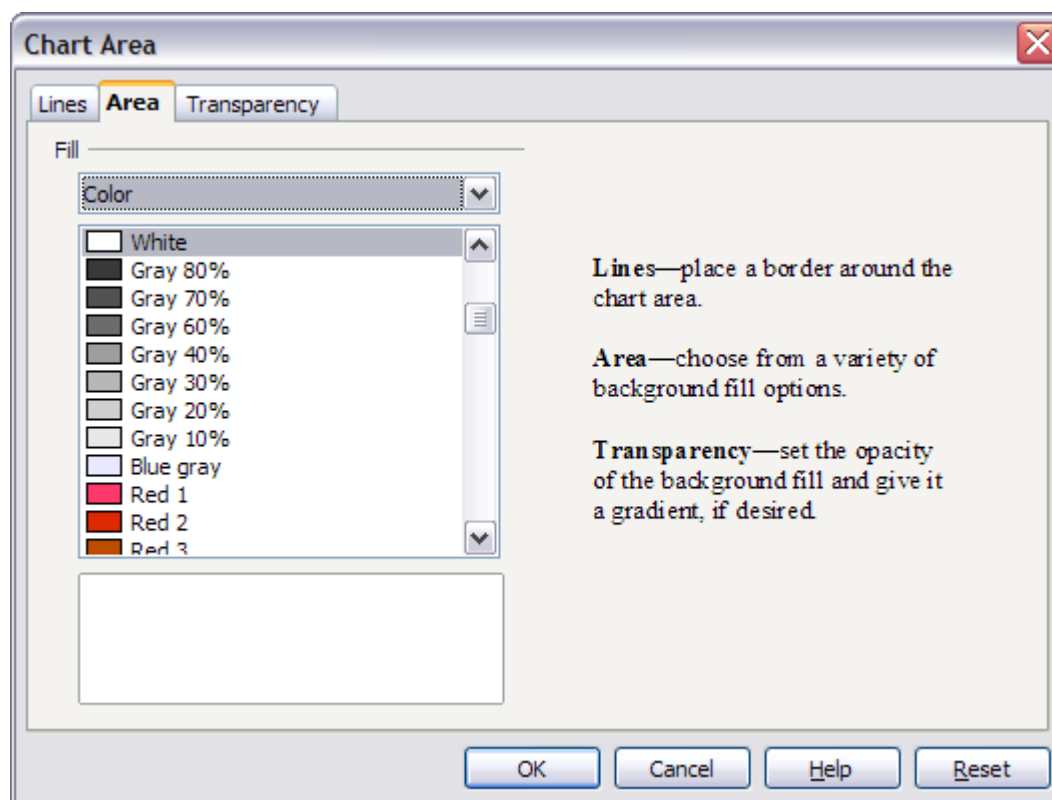 Chart Area
Lines Area Transparency
Fill
Color
White
Gray 80%
Gray 70%
Gray 60%
Gray 40%
Gray 30%
Gray 20%
Gray 10%
Blue gray
Red 1
Red 2
Red 3
Lines—place a border around the
chart area.
Area—choose from a variety of
background fill options.
Transparency—set the opacity
of the background fill and give it
a gradient, if desired.
OK Cancel Help Reset